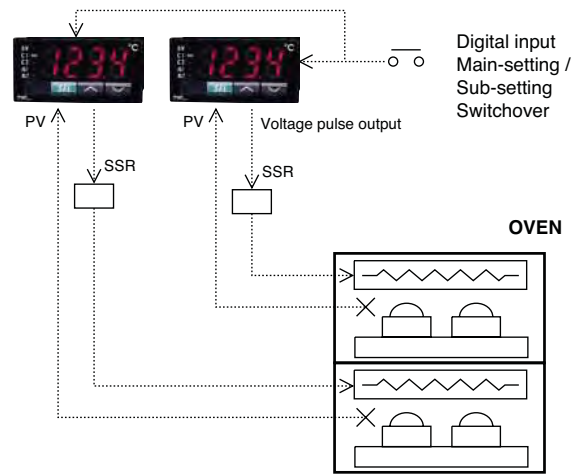 1234
°C
SEL
1234
°C
SEL
Digital input
Main-setting /
Sub-setting
Switchover
PV
PV
Voltage pulse output
SSR
SSR
OVEN